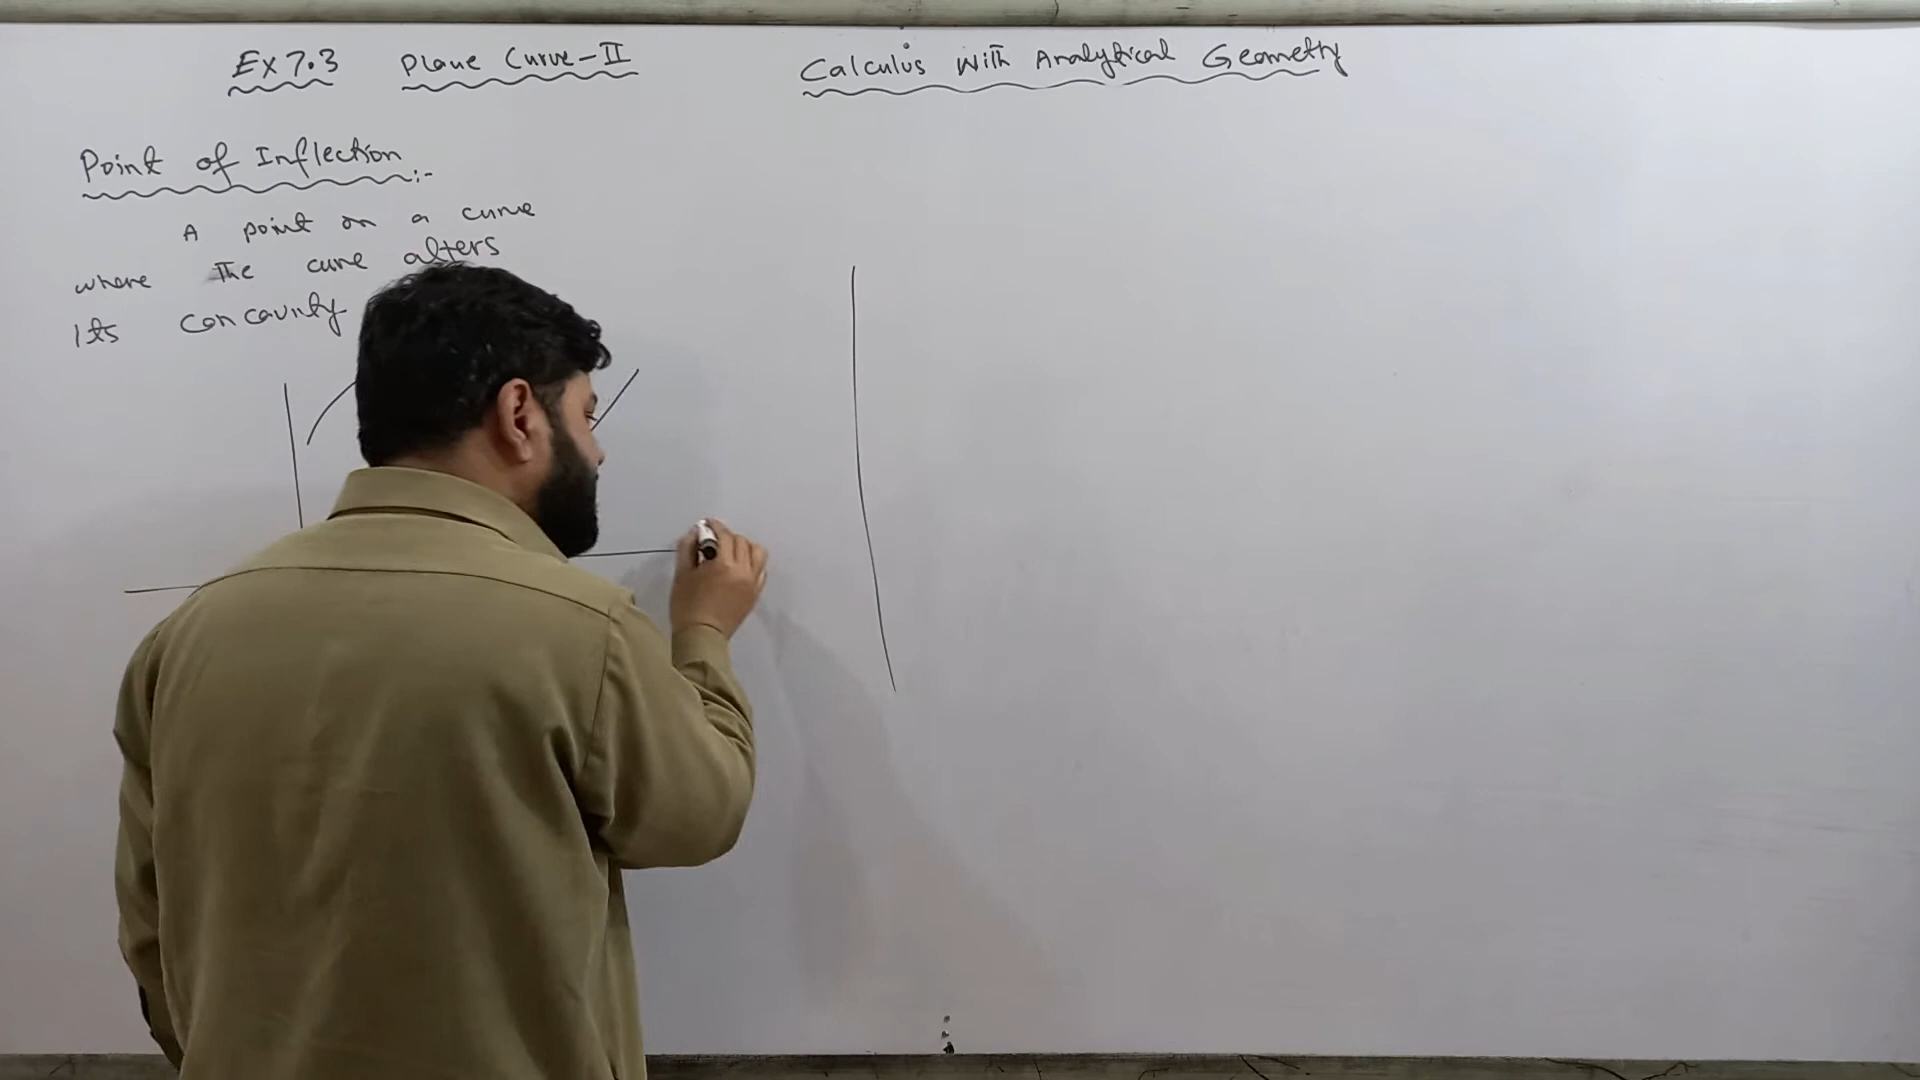 Ex 7.3 Plane Curve-II Calculus With Analytical Geometry
Point of Inflection :-
A point on a curve
where The curve alters
Its concavity